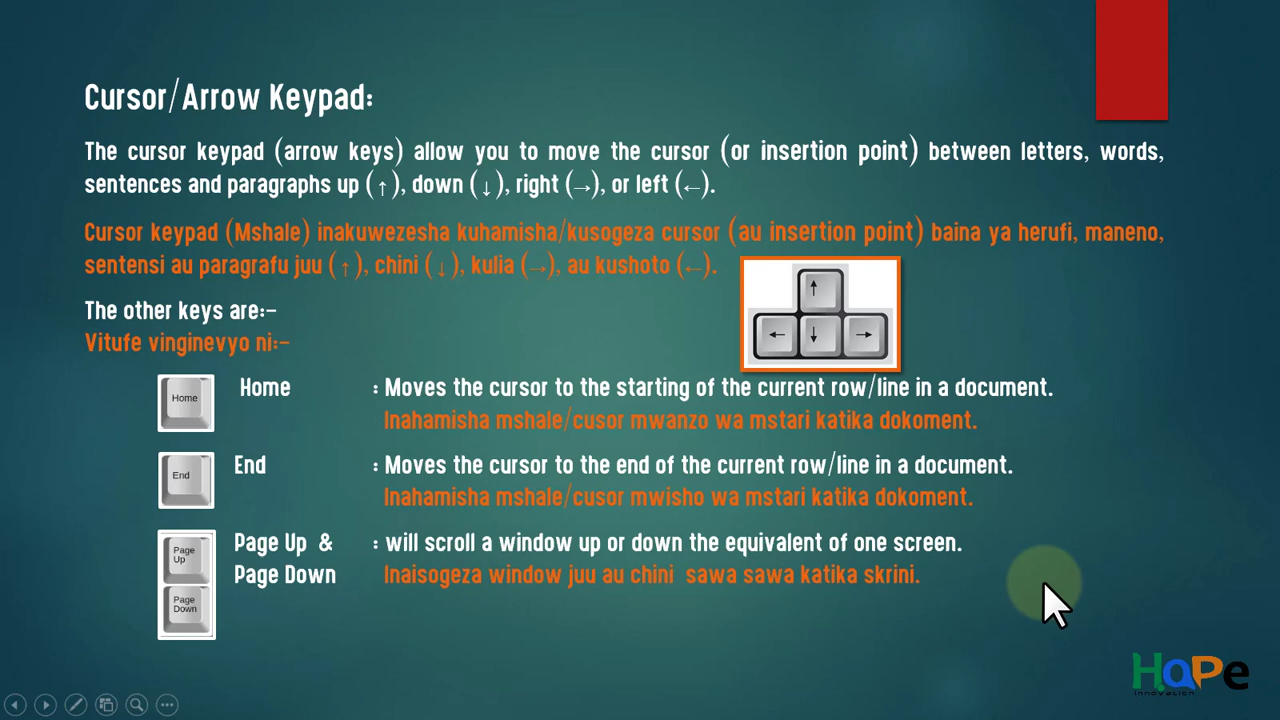 Cursor/Arrow Keypad:
The cursor keypad (arrow keys) allow you to move the cursor (or insertion point) between letters, words,
sentences and paragraphs up (↑), down (↓), right (→), or left (←).
Cursor keypad (Mshale) inakuwezesha kuhamisha/kusogeza cursor (au insertion point) baina ya herufi, maneno,
sentensi au paragrafu juu (↑), chini (↓), kulia (→), au kushoto (←).
The other keys are:-
Vitufe vinginevyo ni:-
↑
← ↓ →
Home
Home : Moves the cursor to the starting of the current row/line in a document.
Inahamisha mshale/cusor mwanzo wa mstari katika dokoment.
End
End : Moves the cursor to the end of the current row/line in a document.
Inahamisha mshale/cusor mwisho wa mstari katika dokoment.
Page
Up
Page Up & : will scroll a window up or down the equivalent of one screen.
Page Down Inaisogeza window juu au chini sawa sawa katika skrini.
Page
Down
HaPe
Innovation